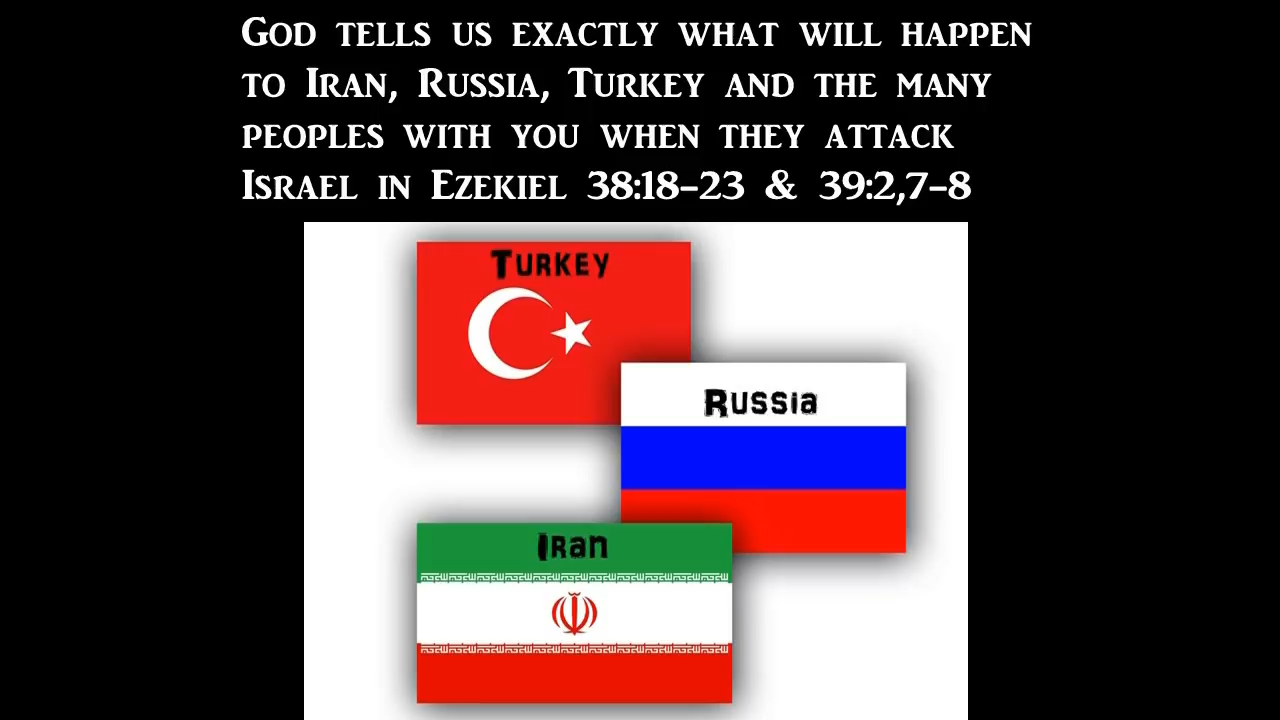 God tells us exactly what will happen
to Iran, Russia, Turkey and the many
peoples with you when they attack
Israel in Ezekiel 38:18-23 & 39:2,7-8
Turkey
Russia
Iran